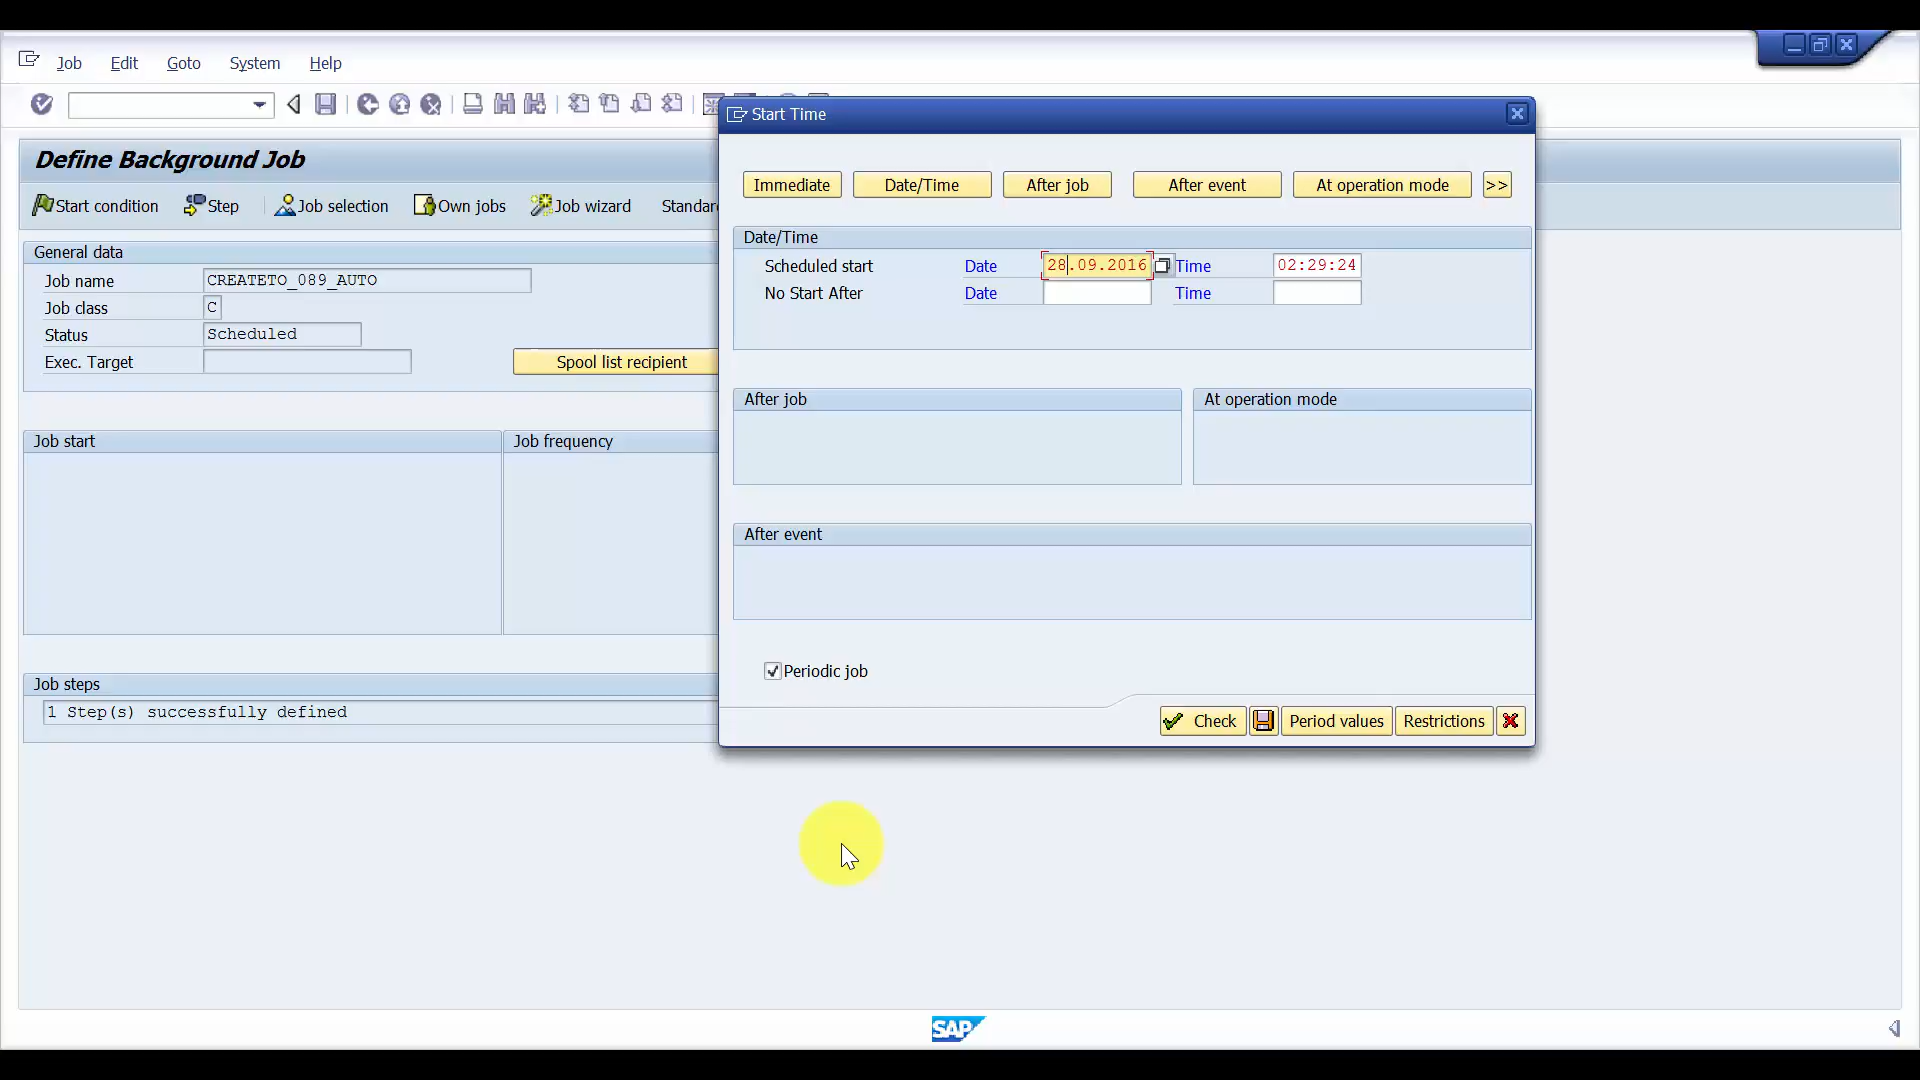 Job Edit Goto System Help
Define Background Job
Start condition Step Job selection Own jobs Job wizard Standar
General data
Job name CREATETO_089_AUTO
Job class C
Status Scheduled
Exec. Target
Spool list recipient
Job start Job frequency
Job steps
1 Step(s) successfully defined
Start Time
Immediate Date/Time After job After event At operation mode >>
Date/Time
Scheduled start Date 28.09.2016 Time 02:29:24
No Start After Date Time
After job At operation mode
After event
Periodic job
Check Period values Restrictions
SAP